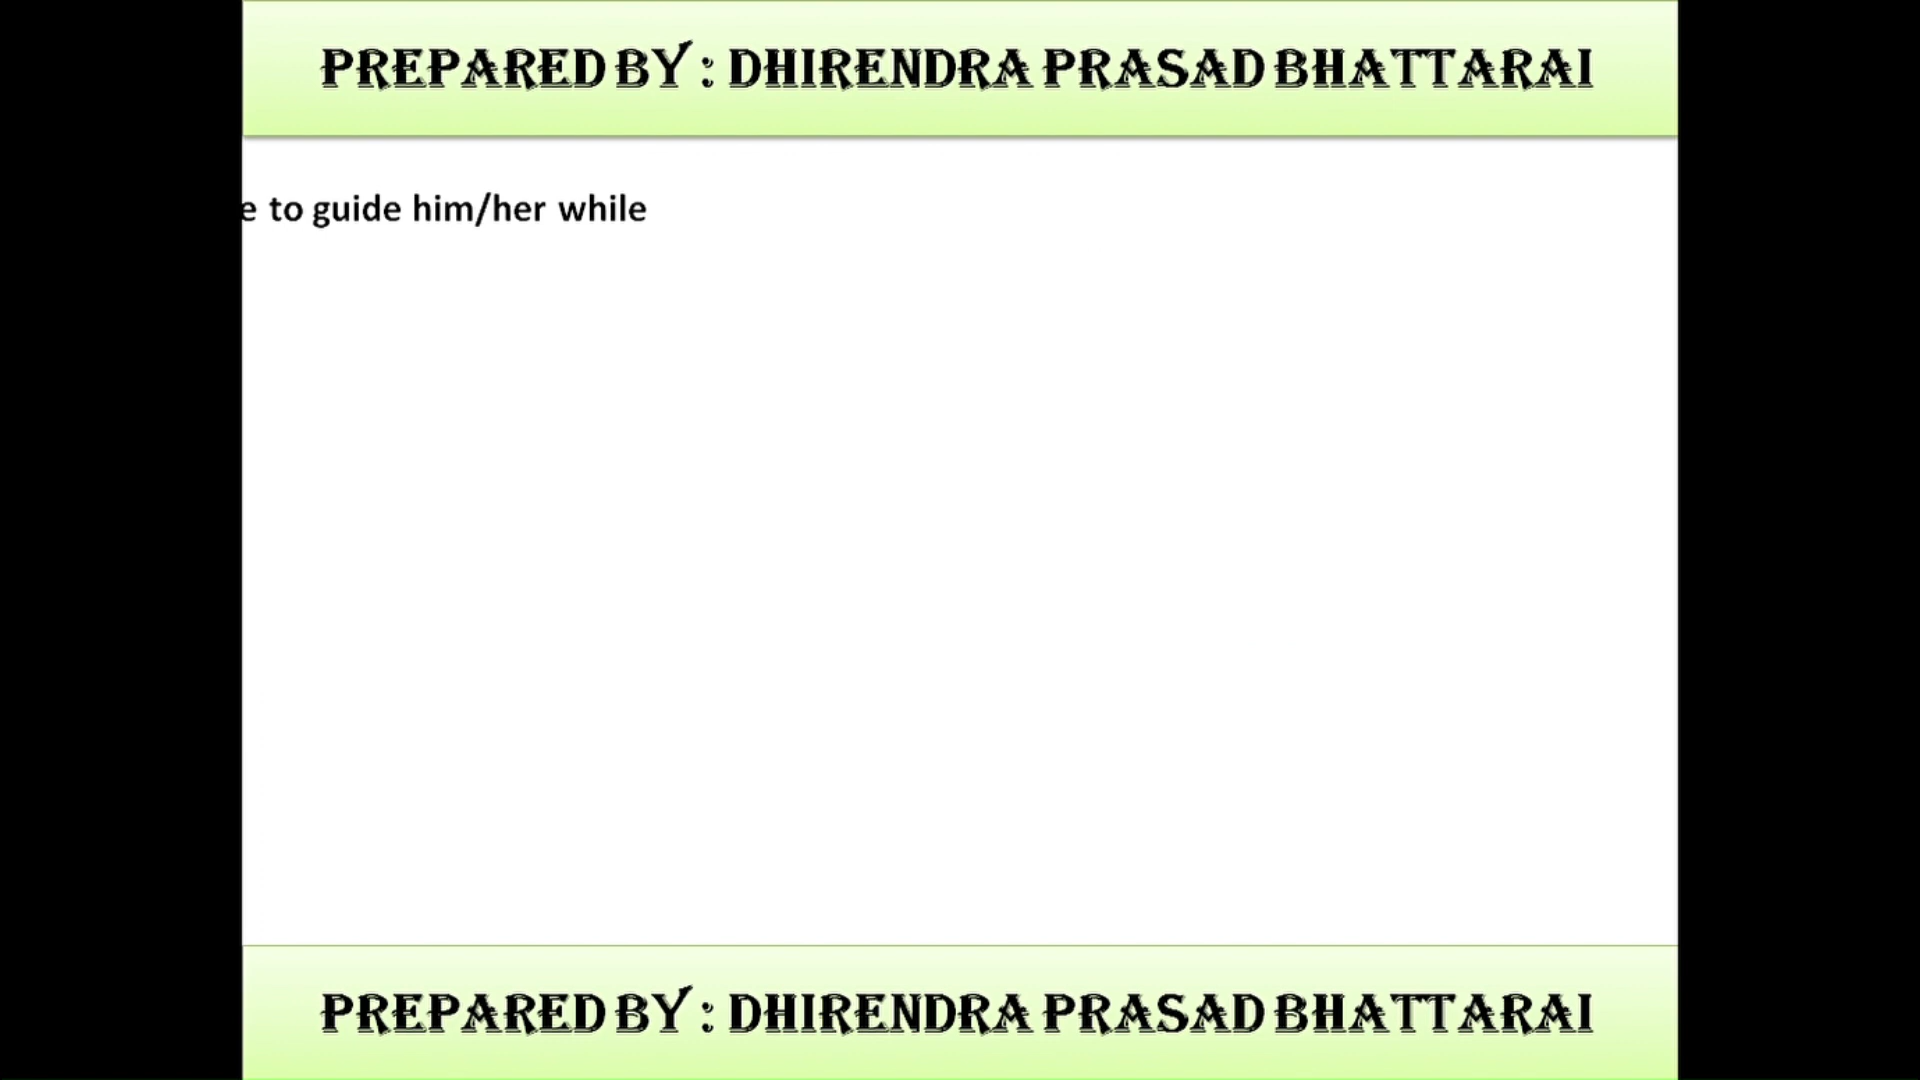 PREPARED BY : DHIRENDRA PRASAD BHATTARAI
e to guide him/her while
PREPARED BY : DHIRENDRA PRASAD BHATTARAI